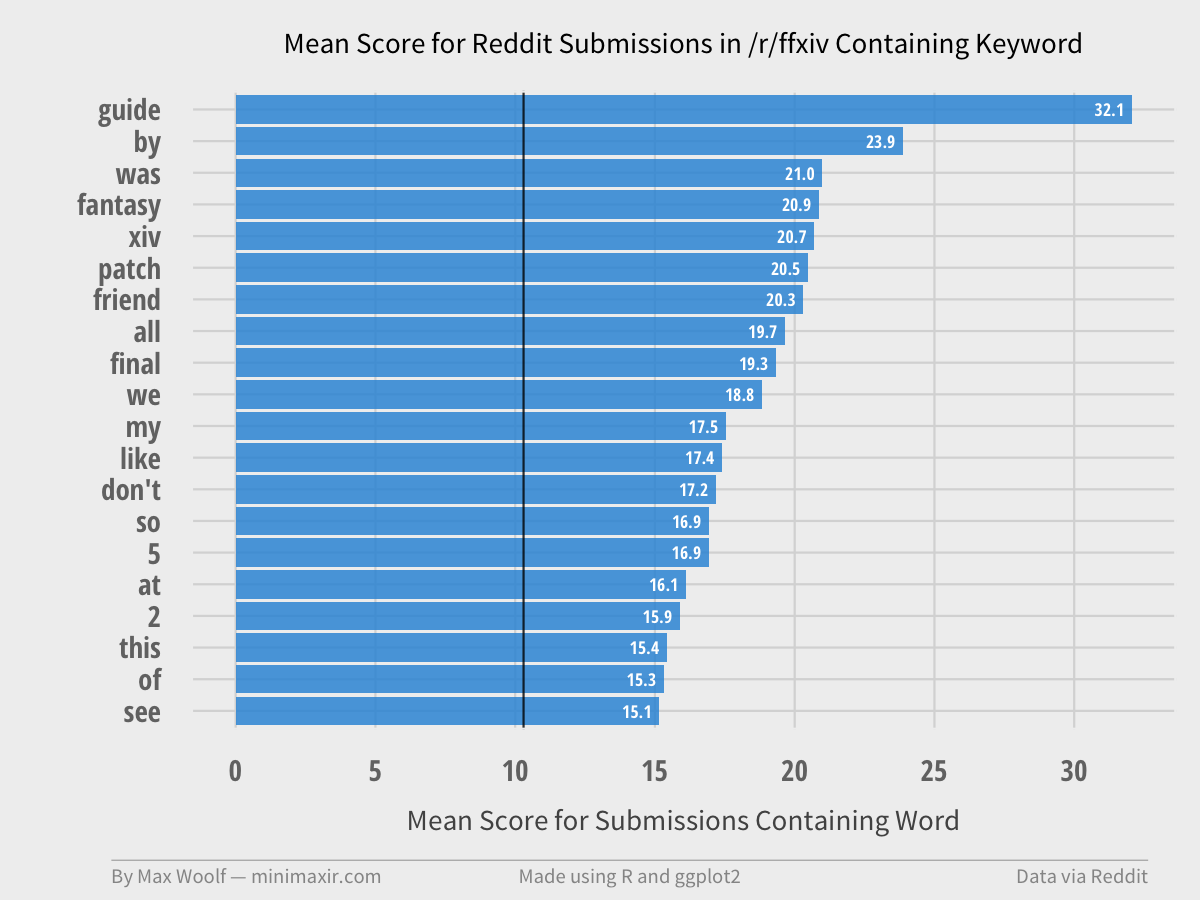 Mean Score for Reddit Submissions in /r/ffxiv Containing Keyword
guide 32.1
by 23.9
was 21.0
fantasy 20.9
xiv 20.7
patch 20.5
friend 20.3
all 19.7
final 19.3
we 18.8
my 17.5
like 17.4
don't 17.2
so 16.9
5 16.9
at 16.1
2 15.9
this 15.4
of 15.3
see 15.1
0 5 10 15 20 25 30
Mean Score for Submissions Containing Word
By Max Woolf — minimaxir.com Made using R and ggplot2 Data via Reddit